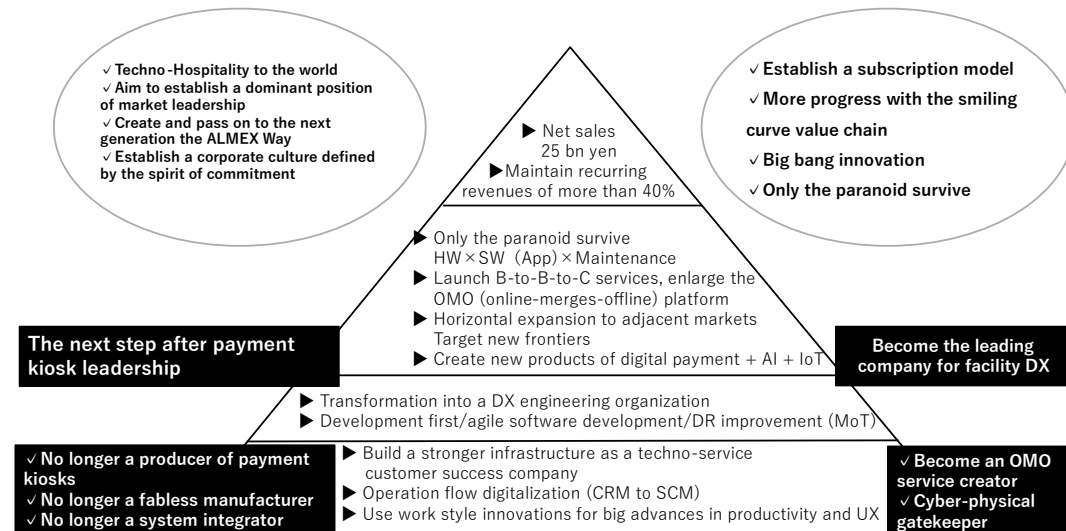 ✓ Techno-Hospitality to the world
✓ Aim to establish a dominant position
of market leadership
✓ Create and pass on to the next
generation the ALMEX Way
✓ Establish a corporate culture defined
by the spirit of commitment
✓ Establish a subscription model
✓ More progress with the smiling
curve value chain
✓ Big bang innovation
✓ Only the paranoid survive
▶ Net sales
25 bn yen
▶ Maintain recurring
revenues of more than 40%
▶ Only the paranoid survive
HW×SW (App)×Maintenance
▶ Launch B-to-B-to-C services, enlarge the
OMO (online-merges-offline) platform
▶ Horizontal expansion to adjacent markets
Target new frontiers
▶ Create new products of digital payment + AI + IoT
The next step after payment
kiosk leadership
Become the leading
company for facility DX
▶ Transformation into a DX engineering organization
▶ Development first/agile software development/DR improvement (MoT)
✓ No longer a producer of payment
kiosks
✓ No longer a fabless manufacturer
✓ No longer a system integrator
▶ Build a stronger infrastructure as a techno-service
customer success company
▶ Operation flow digitalization (CRM to SCM)
▶ Use work style innovations for big advances in productivity and UX
✓ Become an OMO
service creator
✓ Cyber-physical
gatekeeper